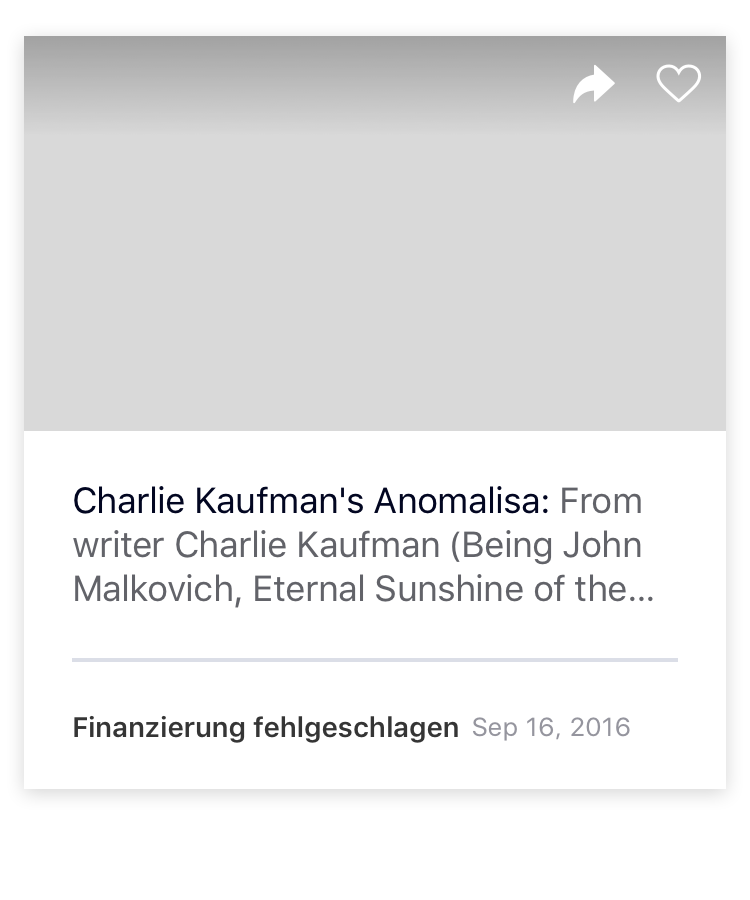 Charlie Kaufman's Anomalisa: From
writer Charlie Kaufman (Being John
Malkovich, Eternal Sunshine of the...
Finanzierung fehlgeschlagen Sep 16, 2016